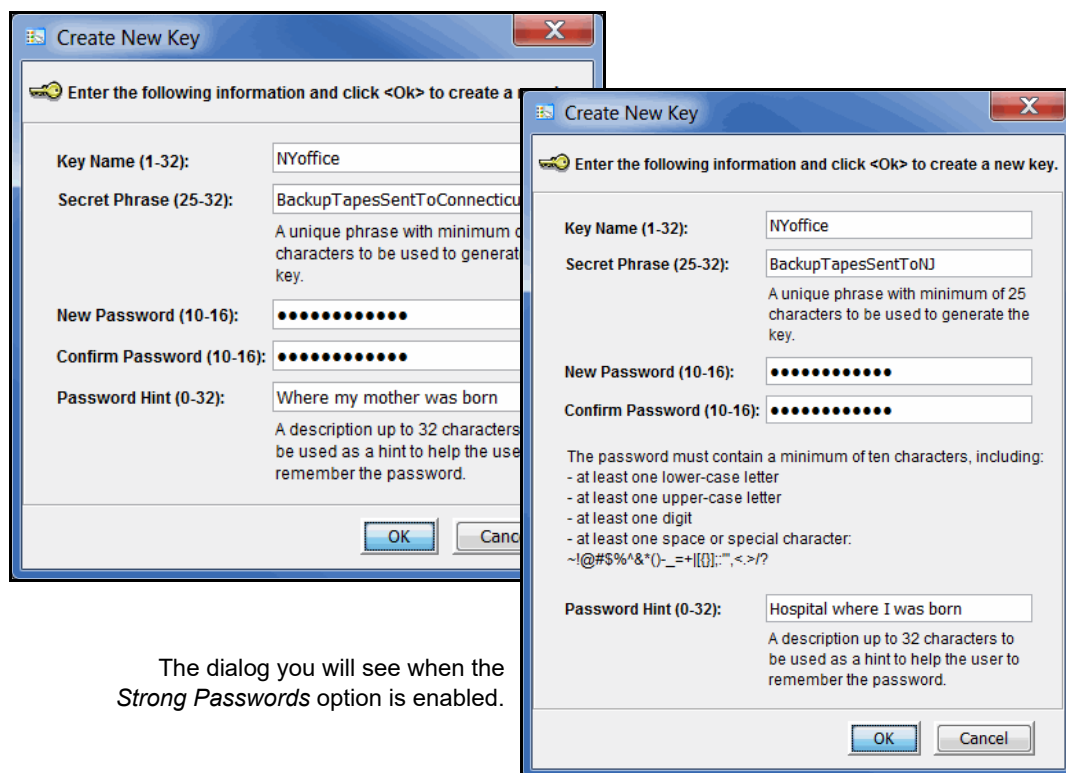 Create New Key
Enter the following information and click <Ok> to create a
Key Name (1-32): NYoffice
Secret Phrase (25-32): BackupTapesSentToConnecticu
A unique phrase with minimum
characters to be used to generat
key.
New Password (10-16): ●●●●●●●●●●●●
Confirm Password (10-16): ●●●●●●●●●●●●
Password Hint (0-32): Where my mother was born
A description up to 32 characters
be used as a hint to help the use
remember the password.
OK Canc
Create New Key
Enter the following information and click <Ok> to create a new key.
Key Name (1-32): NYoffice
Secret Phrase (25-32): BackupTapesSentToNJ
A unique phrase with minimum of 25
characters to be used to generate the
key.
New Password (10-16): ●●●●●●●●●●●●
Confirm Password (10-16): ●●●●●●●●●●●●
The password must contain a minimum of ten characters, including:
- at least one lower-case letter
- at least one upper-case letter
- at least one digit
- at least one space or special character:
~!@#$%^&*()-_=+|[{}];:'",<.>/?
Password Hint (0-32): Hospital where I was born
A description up to 32 characters to
be used as a hint to help the user to
remember the password.
OK Cancel
The dialog you will see when the
Strong Passwords option is enabled.